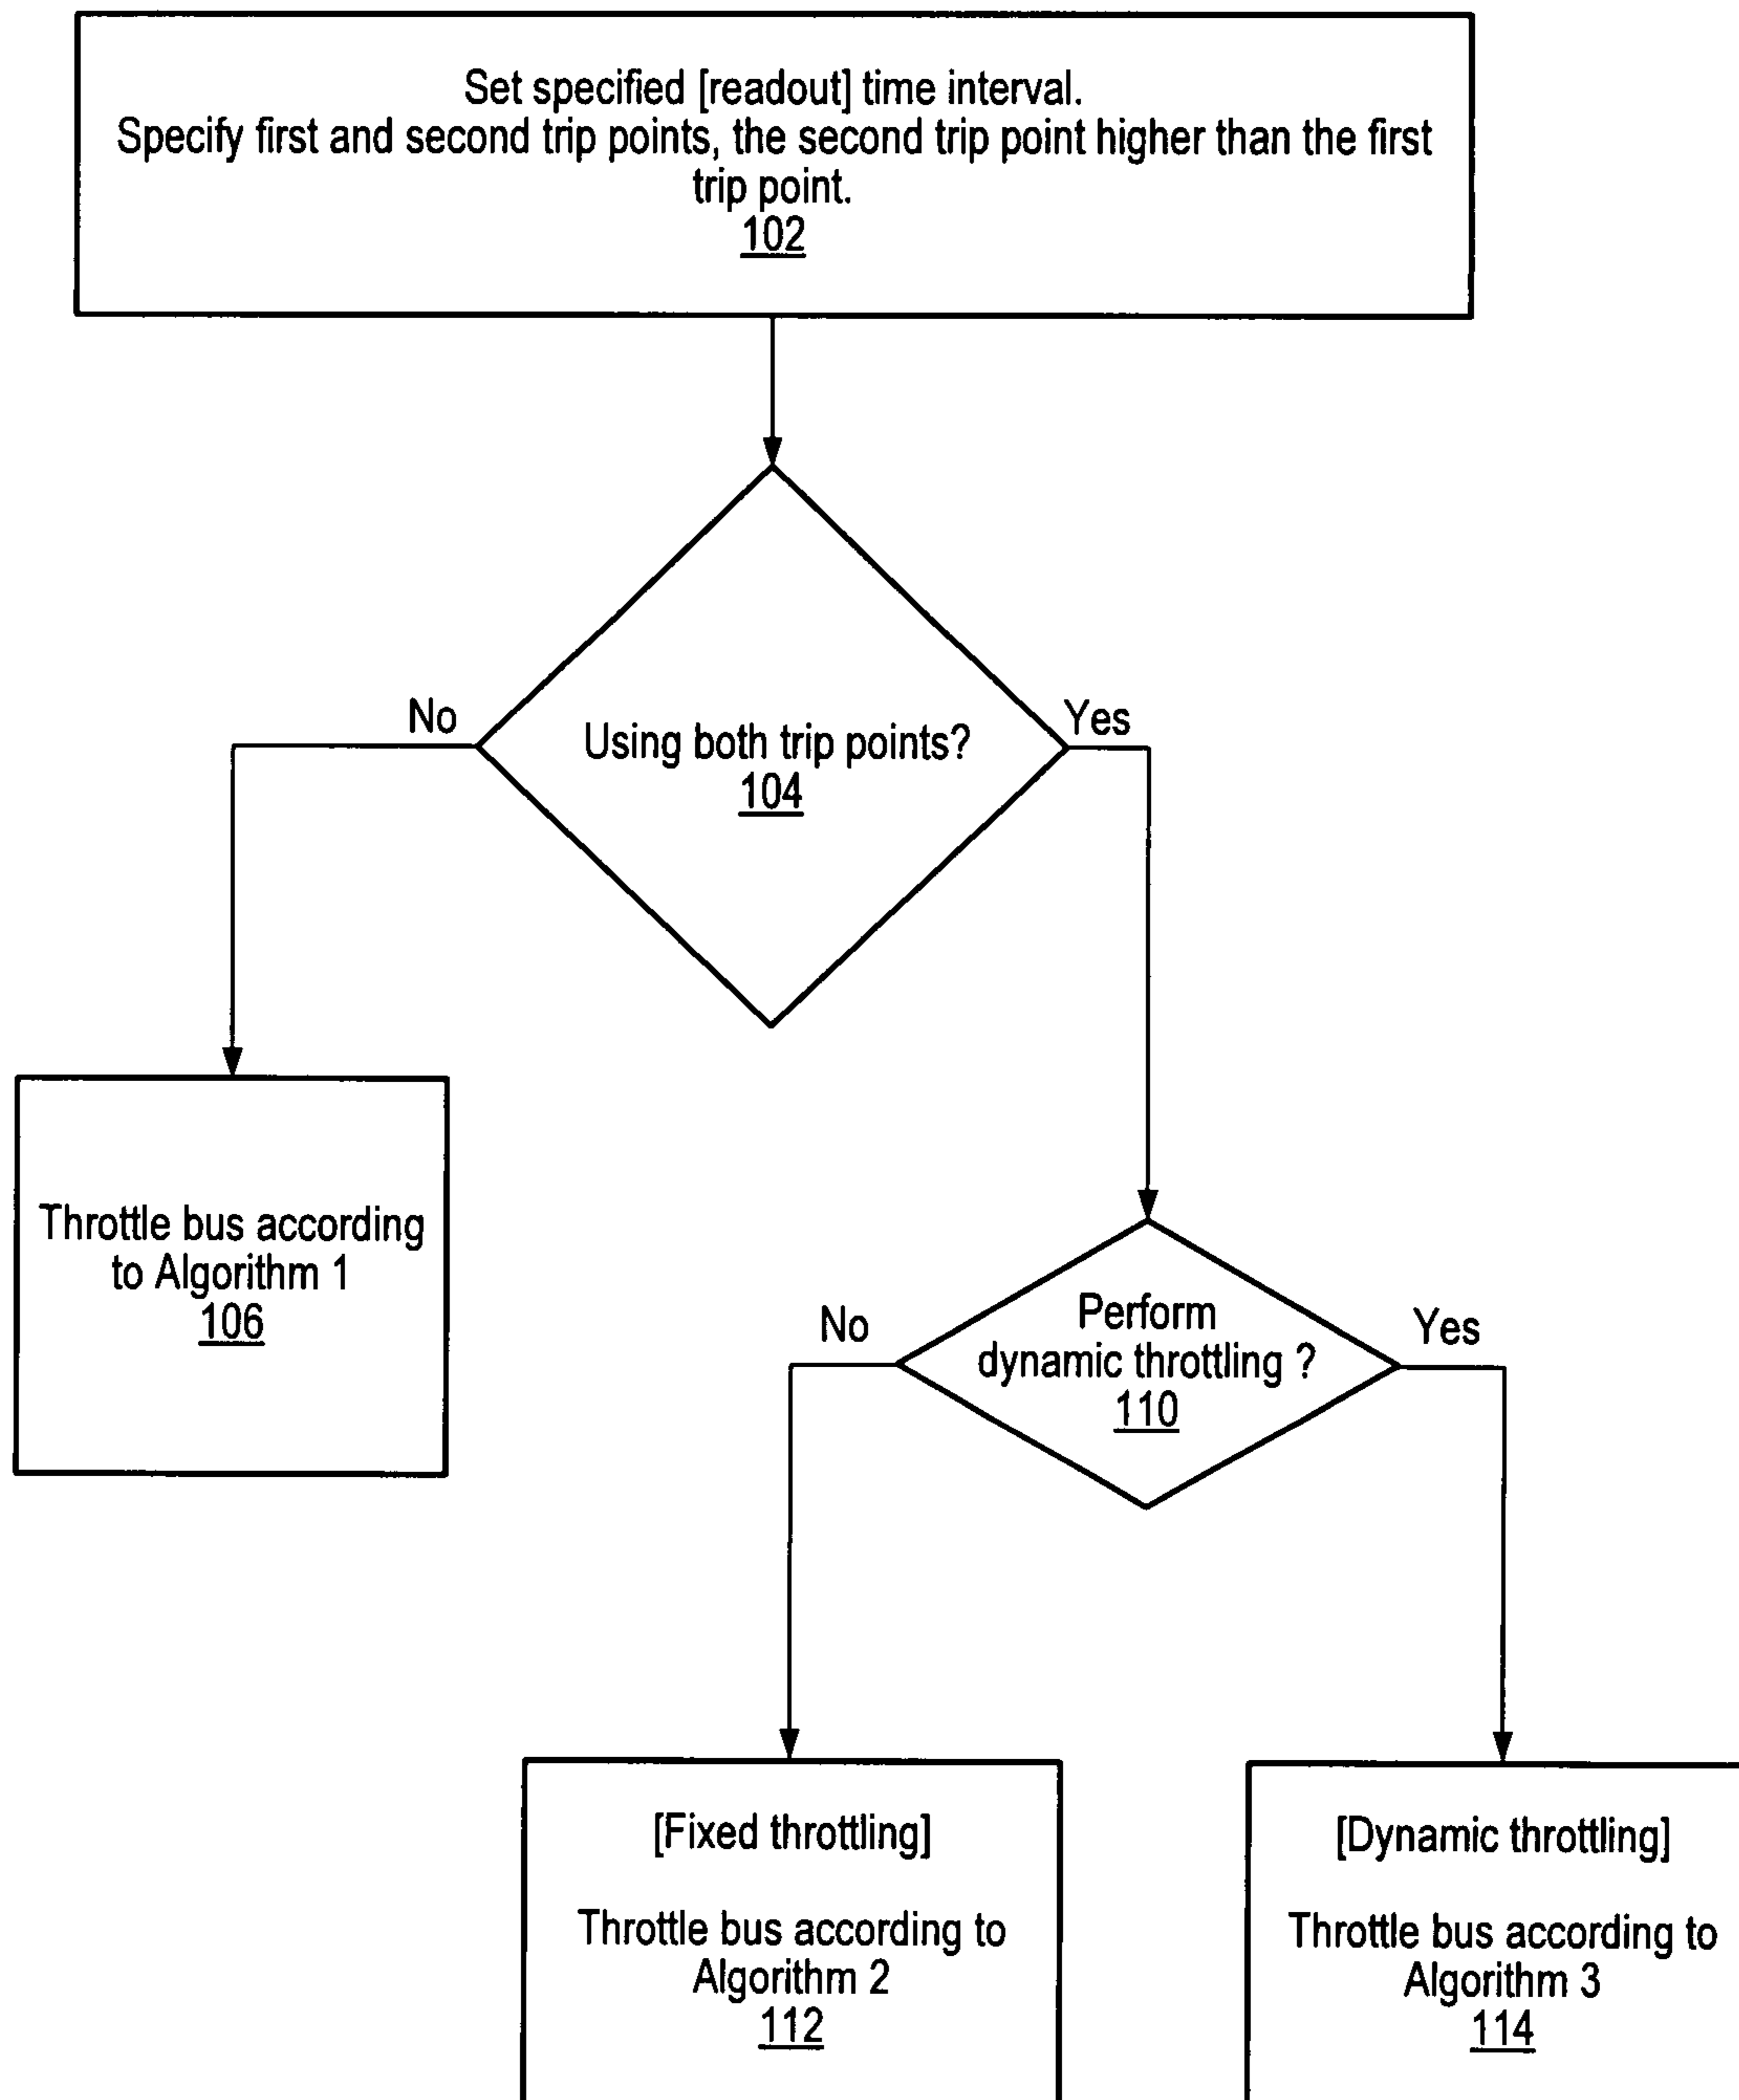 Set specified [readout] time interval.
Specify first and second trip points, the second trip point higher than the first
trip point.
102
No
Yes
Using both trip points?
104
Throttle bus according
to Algorithm 1
106
No
Yes
Perform
dynamic throttling ?
110
[Fixed throttling]
Throttle bus according to
Algorithm 2
112
[Dynamic throttling]
Throttle bus according to
Algorithm 3
114